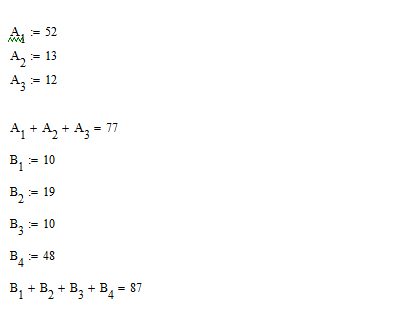 A₁ := 52
A₂ := 13
A₃ := 12
A₁ + A₂ + A₃ = 77
B₁ := 10
B₂ := 19
B₃ := 10
B₄ := 48
B₁ + B₂ + B₃ + B₄ = 87